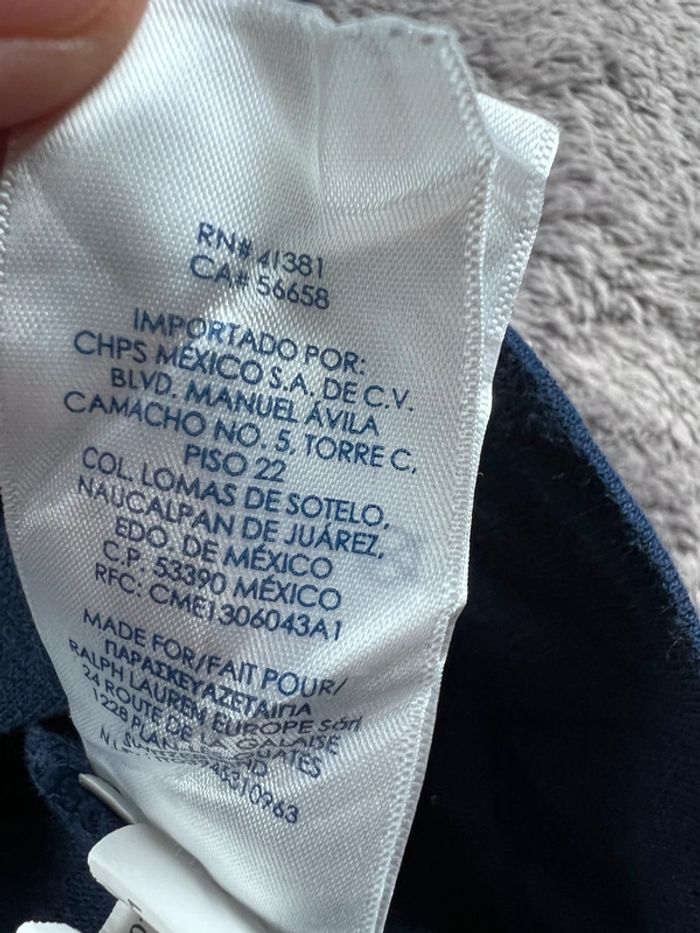 RN# 41381
CA# 56658
IMPORTADO POR:
CHPS MÉXICO S.A. DE C.V.
BLVD. MANUEL ÁVILA
CAMACHO NO. 5, TORRE C,
PISO 22
COL. LOMAS DE SOTELO,
NAUCALPAN DE JUÁREZ,
EDO. DE MÉXICO
C.P. 53390 MÉXICO
RFC: CME1306043A1
MADE FOR/FAIT POUR/
ΠΑΡΑΣΚΕΥΑΖΕΤΑΙΓΙΑ
RALPH LAUREN EUROPE Sàrl
24 ROUTE DE LA GALAISE
1228 PLAN-LES-OUATES
SWITZERLAND